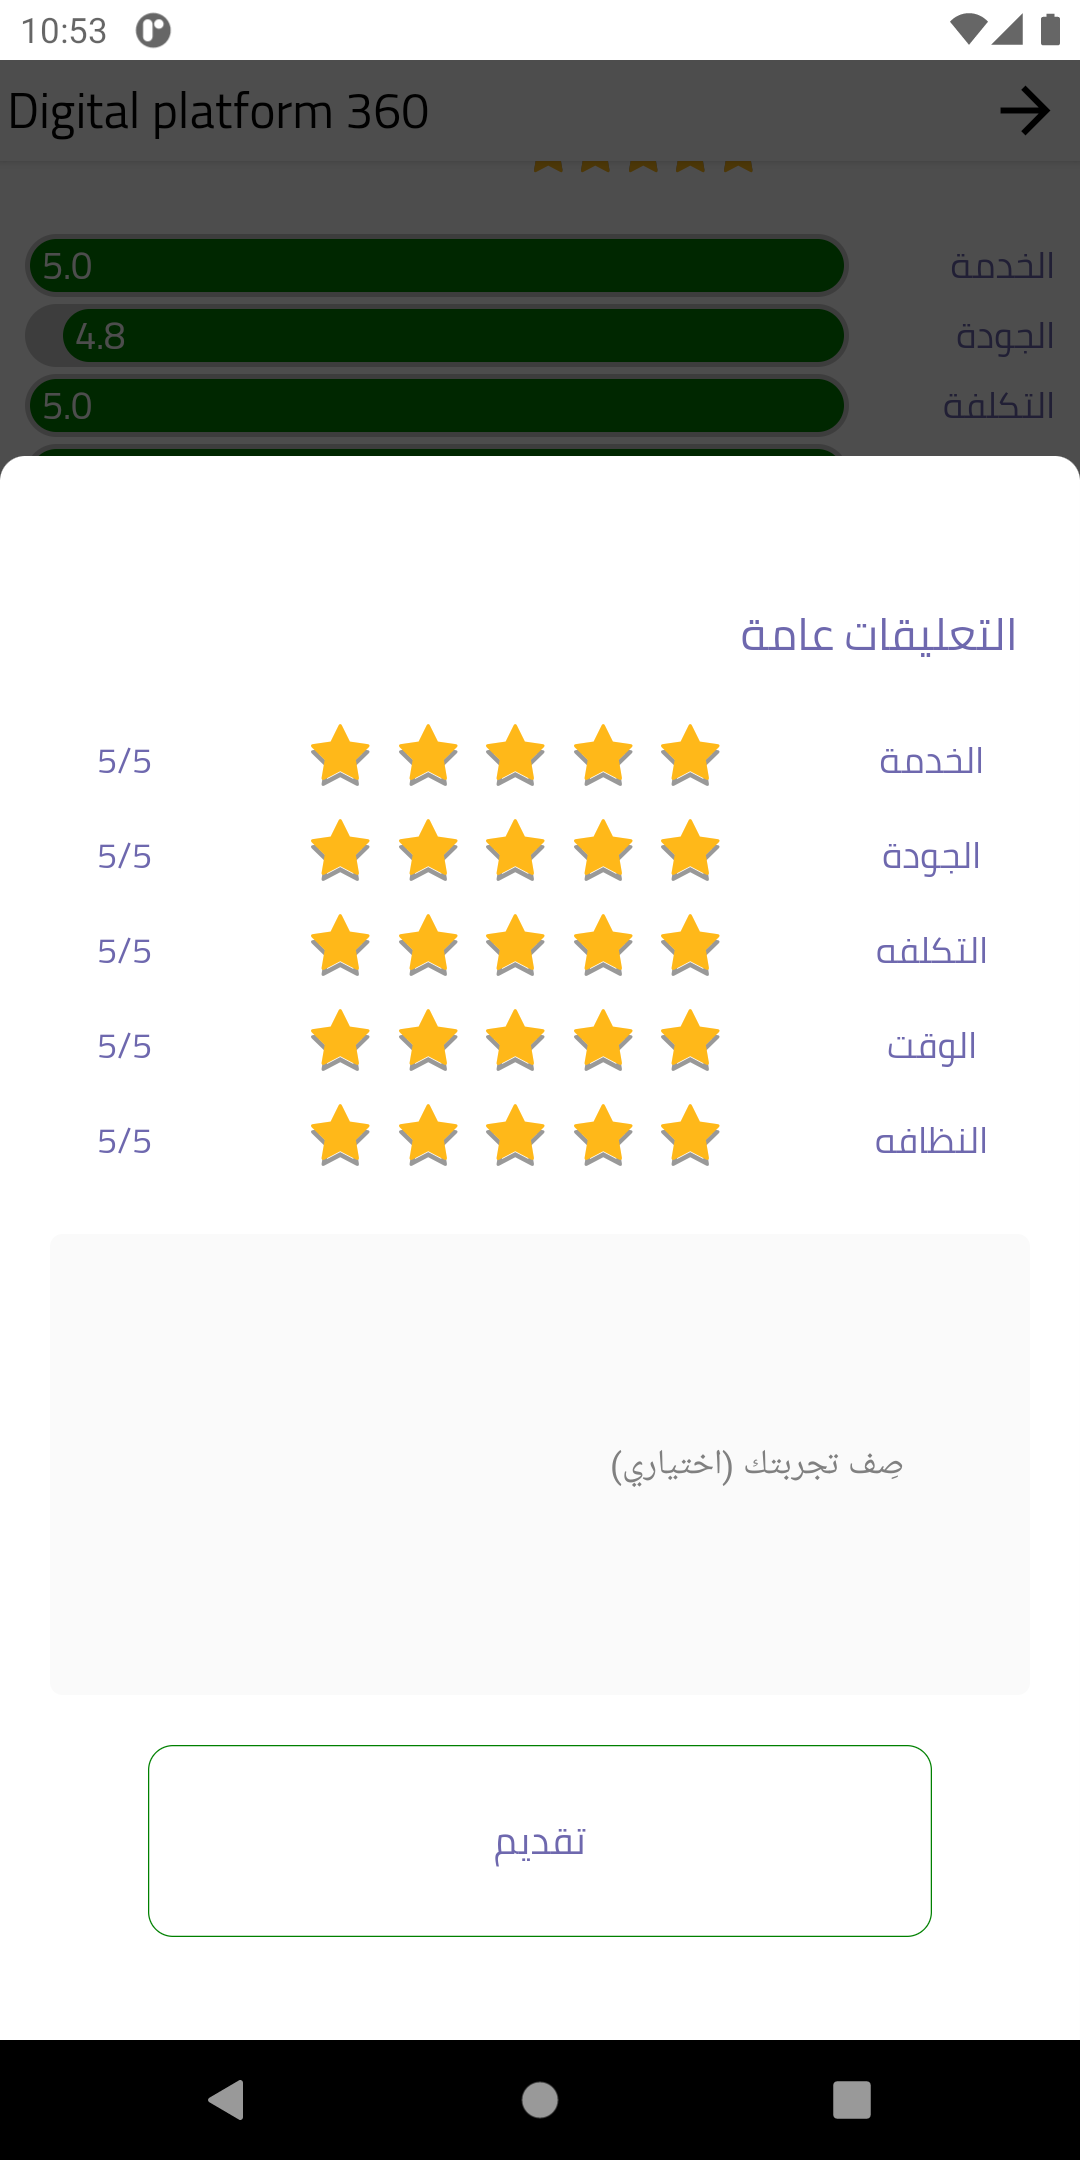 10:53
Digital platform 360
الخدمة 5.0
الجودة 4.8
التكلفة 5.0
التعليقات عامة
الخدمة 5/5
الجودة 5/5
التكلفه 5/5
الوقت 5/5
النظافه 5/5
صِف تجربتك (اختياري)
تقديم